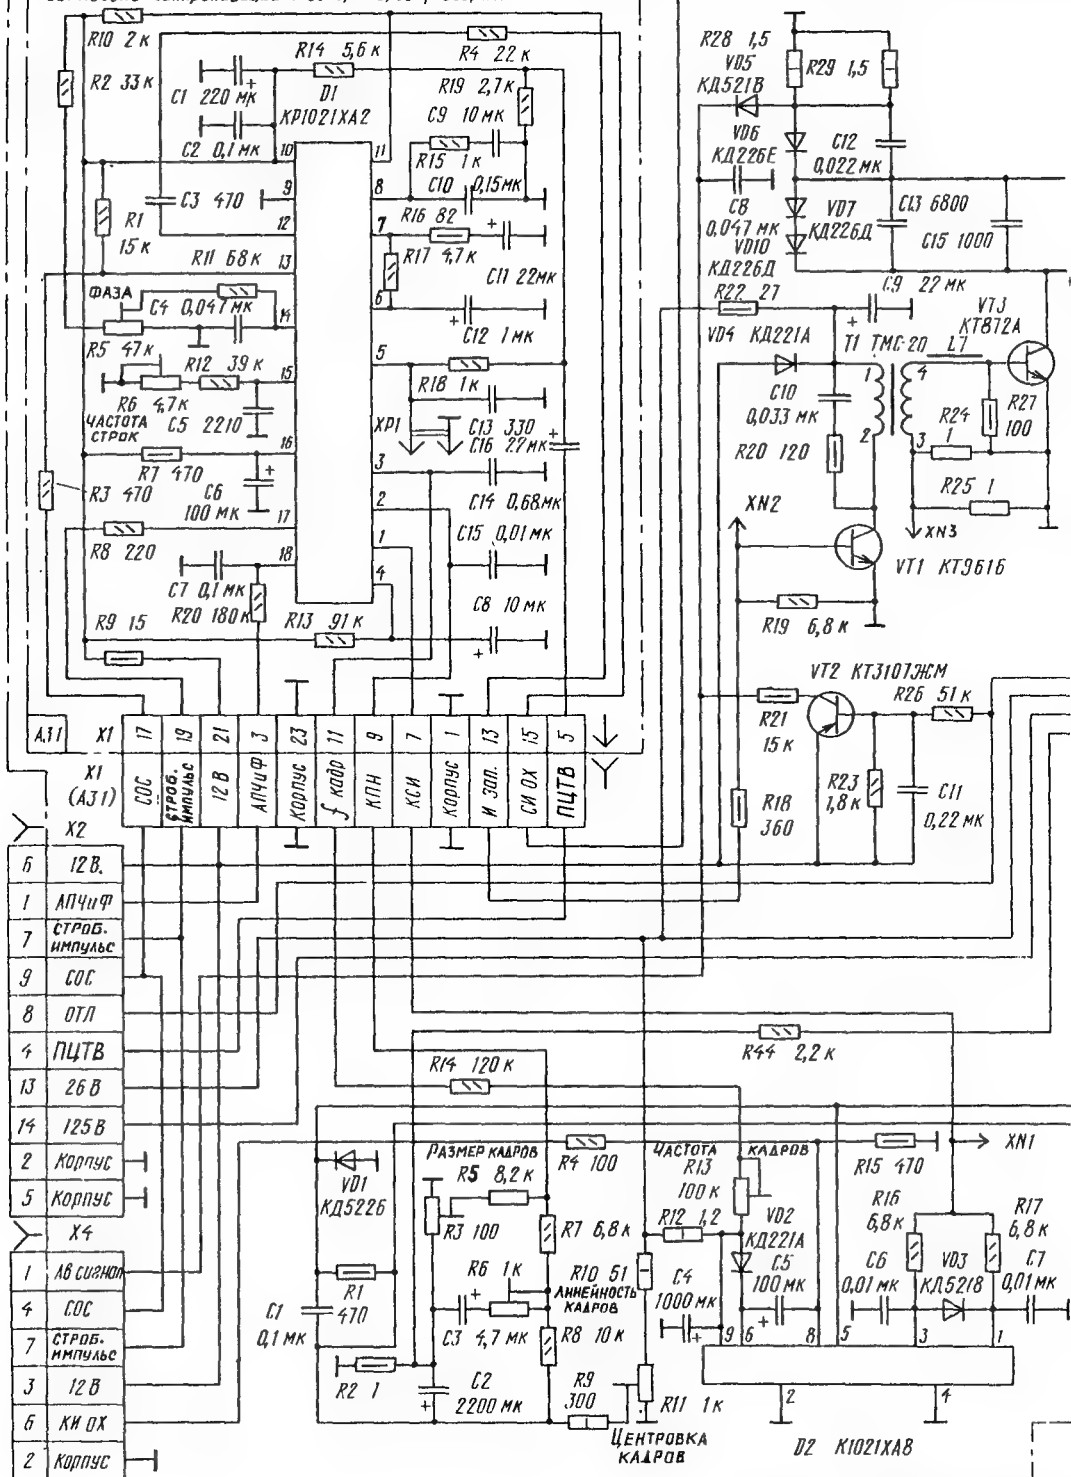 R10 2 к
R2 33 к
R14 5,6 к
R4 22 к
C1
220 мк
D1
КР1021ХА2
R19 2,7 к
C9 10 мк
C2 0,1 мк
10
11
R15 1 к
C3 470
9
8
C10 0,15 мк
R1
15 к
12
R16 82
7
R11 68 к
13
R17 4,7 к
C11 22 мк
ФАЗА
C4 0,047 мк
14
6
R5 47 к
R12 39 к
C12 1 мк
15
5
R6 4,7 к
ЧАСТОТА
СТРОК
C5 2210
R18 1 к
XP1
C13 330
C16 2,7 мк
16
R7 470
3
R3 470
C6
100 мк
C14 0,68 мк
2
17
R8 220
C15 0,01 мк
1
18
C7 0,1 мк
4
R9 15
R20 180 к
R13 91 к
C8 10 мк
R28 1,5
VD5
КД521В
R29 1,5
VD6
КД226Е
C12
0,022 мк
C8
0,047 мк
VD7
КД226Д
C13 6800
C15 1000
VD10
КД226Д
R22 27
C9 22 мк
VT3
КТ872А
VD4 КД221А
T1 ТМС-20
L7
1
4
C10
0,033 мк
R27
100
R24
1
2
3
R20 120
R25 1
XN2
XN3
VT1 КТ961Б
R19 6,8 к
VT2 КТ3107ЖМ
R26 51 к
R21
15 к
R23
1,8 к
C11
0,22 мк
R18
360
A3.1
X1
17
19
21
3
23
11
9
7
1
13
15
5
X1
(A3.1)
СОС
СТРОБ.
ИМПУЛЬС
12 В
АПЧиФ
Корпус
f кадр
КПН
КСИ
Корпус
И зап.
СИ ОХ
ПЦТВ
X2
6 12 В.
1 АПЧиФ
7 СТРОБ.
ИМПУЛЬС
9 СОС
8 ОТЛ
4 ПЦТВ
13 26 В
14 125 В
2 Корпус
5 Корпус
X4
1 АВ сигнал
4 СОС
7 СТРОБ.
ИМПУЛЬС
3 12 В
6 КИ ОХ
2 Корпус
R44 2,2 к
R14 120 к
XN1
РАЗМЕР КАДРОВ
R5 8,2 к
R4 100
ЧАСТОТА КАДРОВ
R13
100 к
R15 470
VD1
КД522Б
R3 100
R7 6,8 к
R12 1,2
VD2
КД221А
R16
6,8 к
R17
6,8 к
R6 1 к
R10 51
ЛИНЕЙНОСТЬ
КАДРОВ
C4
1000 мк
C5
100 мк
C6
0,01 мк
VD3
КД521В
C7
0,01 мк
R1
470
C1
0,1 мк
C3 4,7 мк
R8 10 к
9
6
8
5
3
1
R2 1
C2
2200 мк
R9
300
R11 1 к
2
4
ЦЕНТРОВКА
КАДРОВ
D2 К1021ХА8